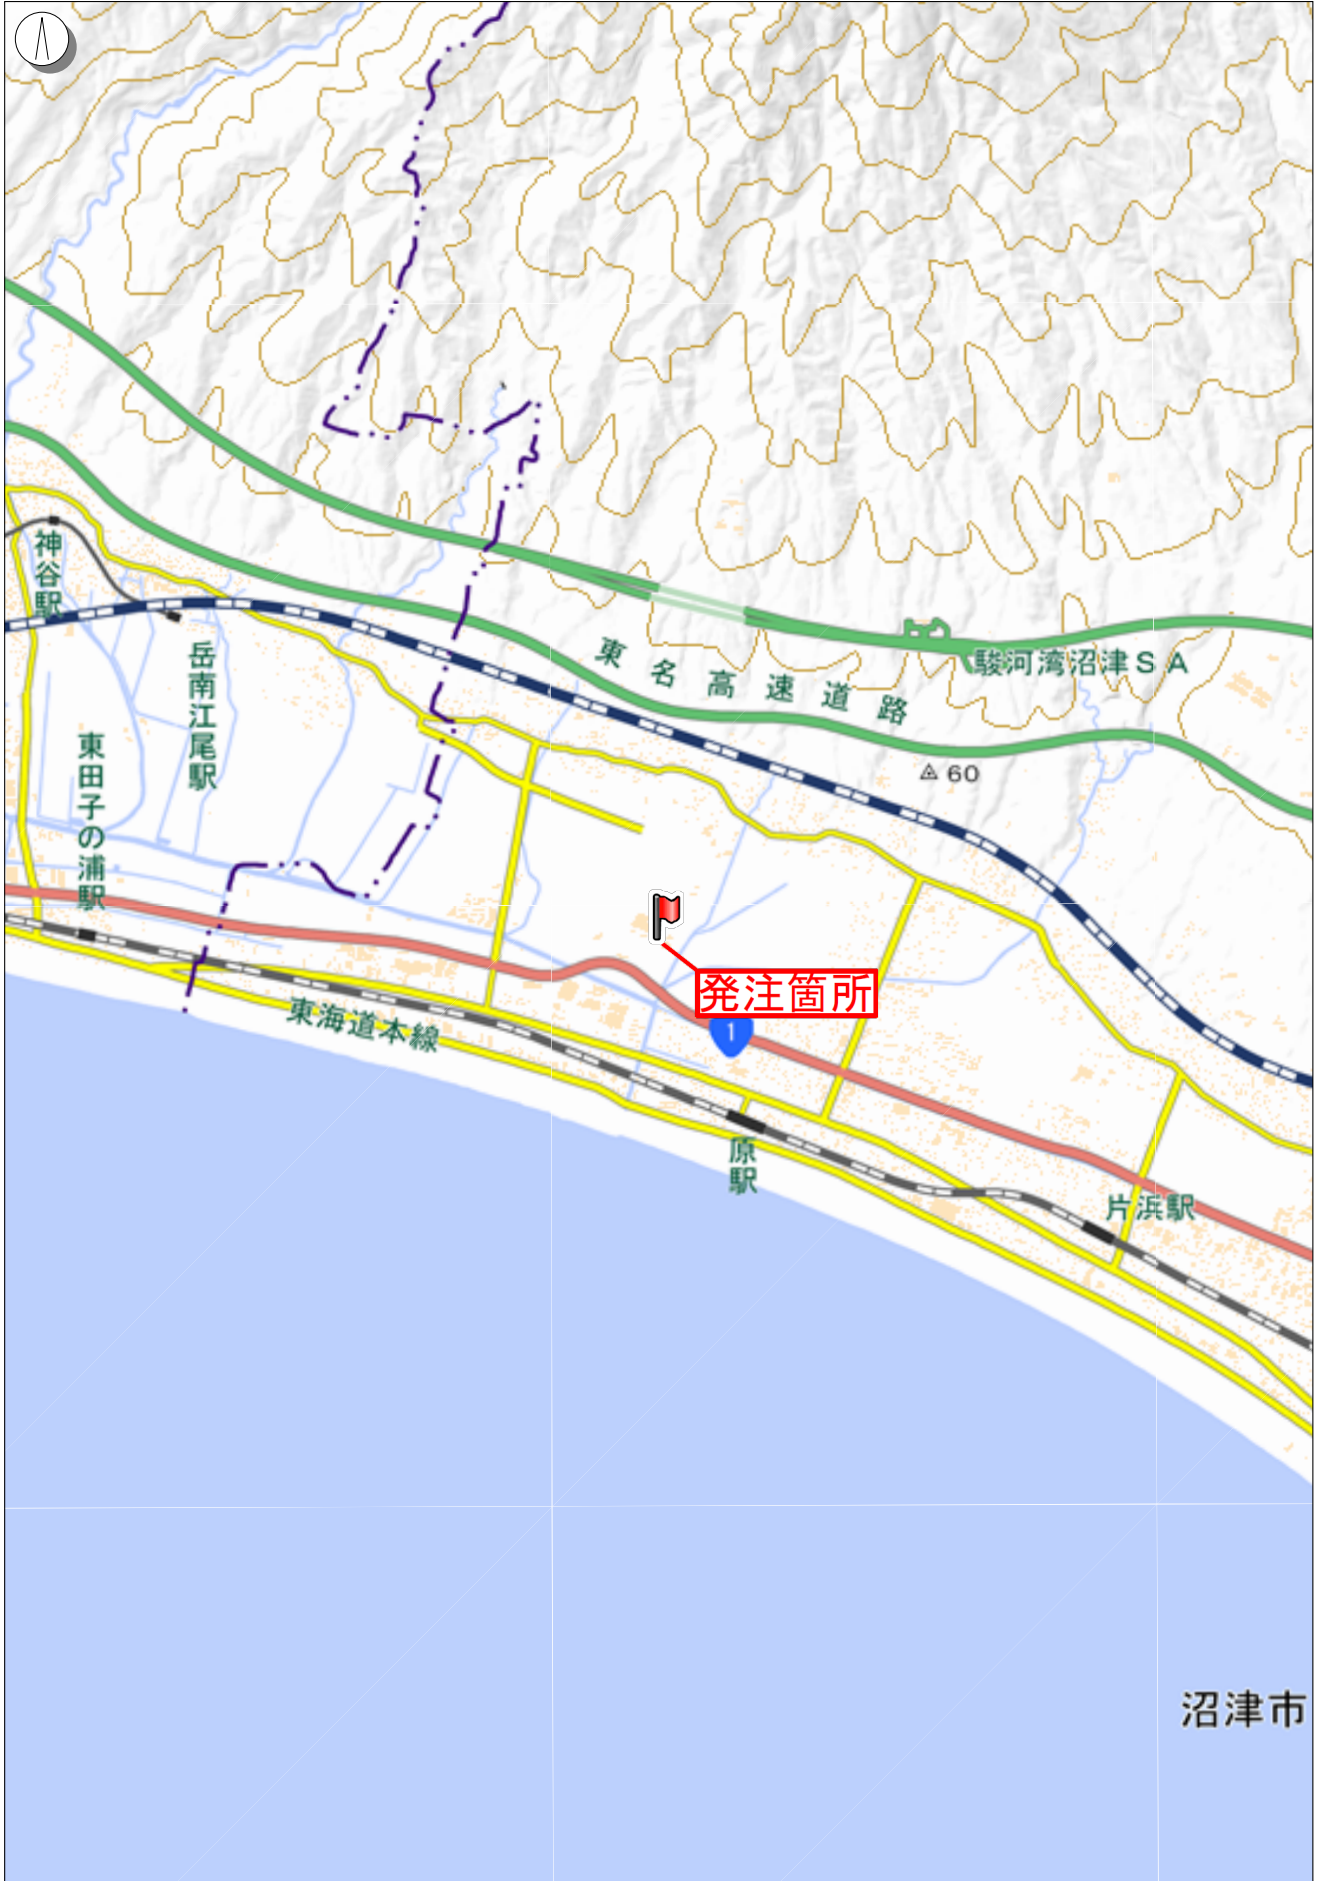 神谷駅
岳南江尾駅
東田子の浦駅
東名高速道路
駿河湾沼津SA
60
発注箇所
1
東海道本線
原駅
片浜駅
沼津市